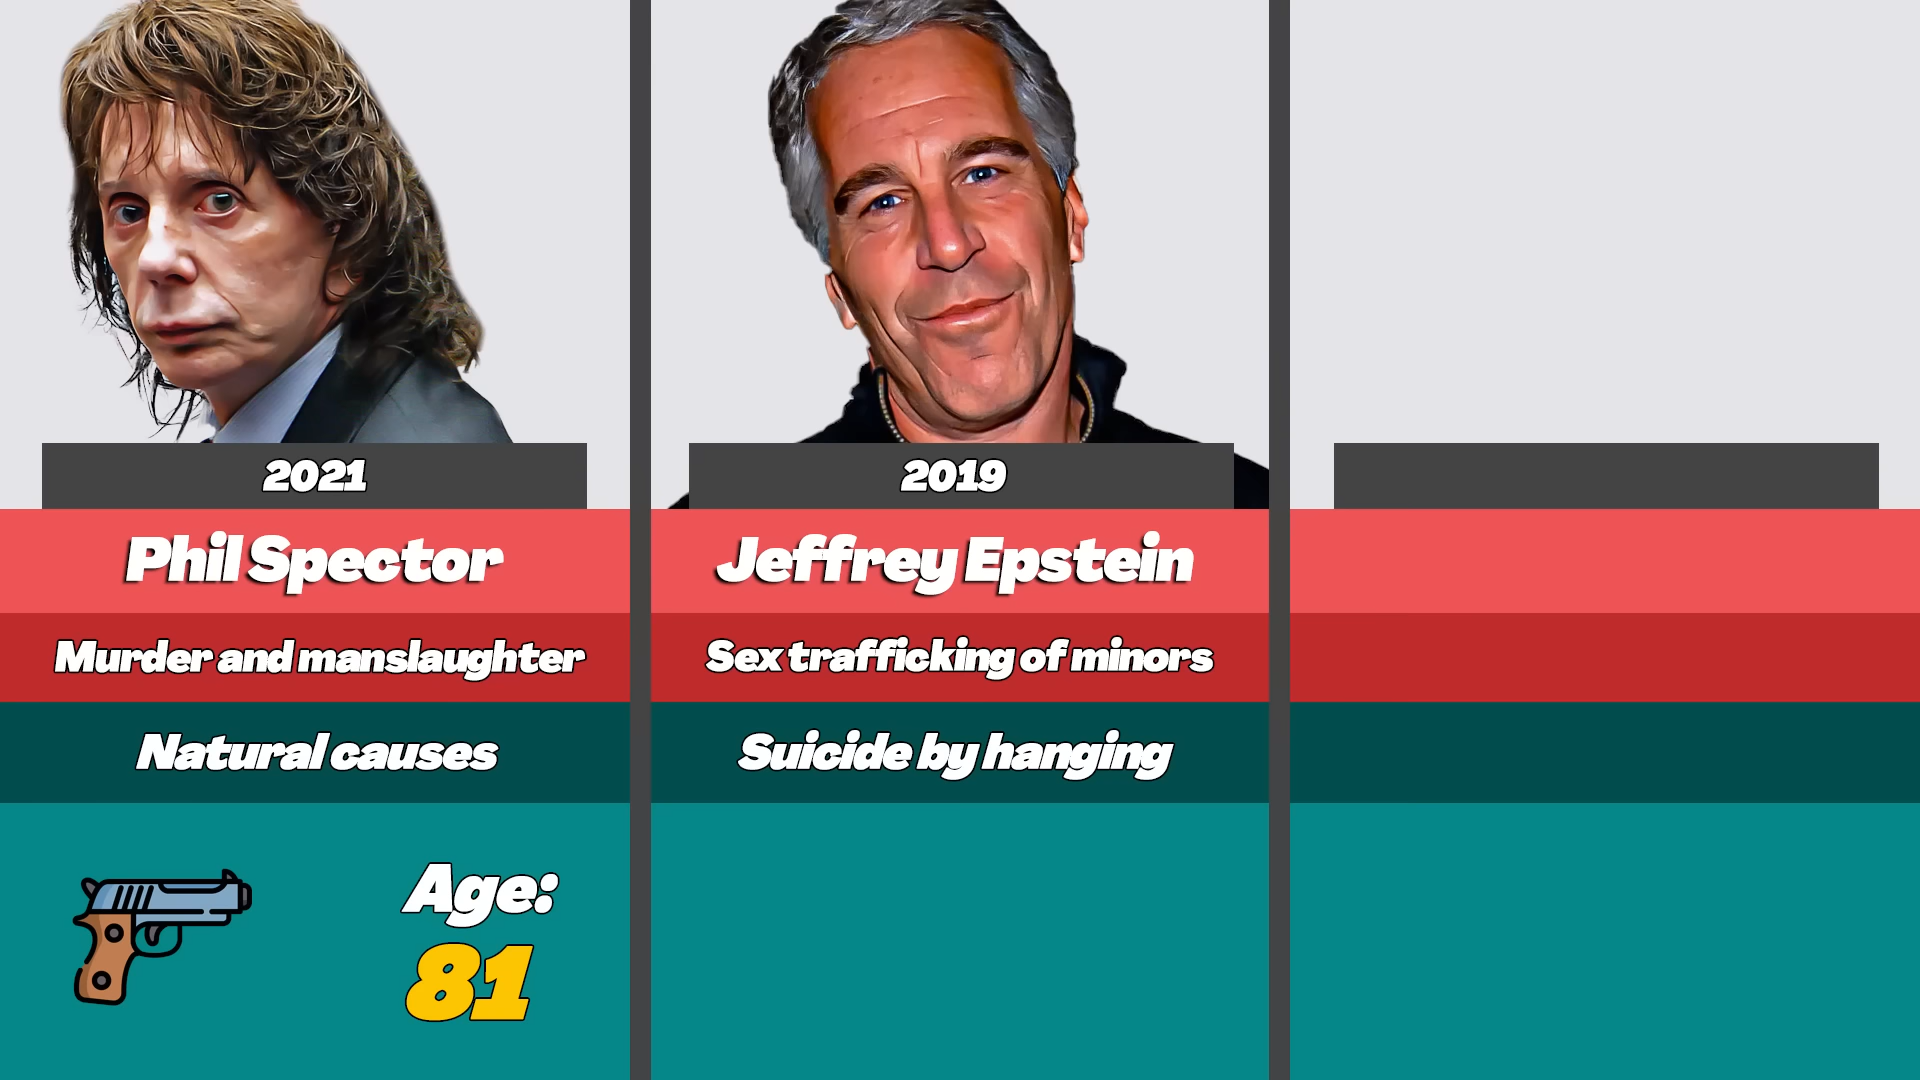 2021
Phil Spector
Murder and manslaughter
Natural causes
Age:
81
2019
Jeffrey Epstein
Sex trafficking of minors
Suicide by hanging